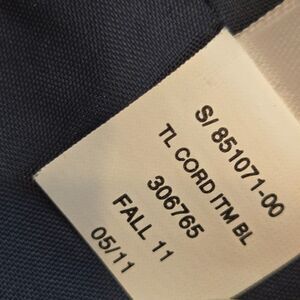 S/ 851071-00
TL CORD ITM BL
306765
FALL 11
05/11